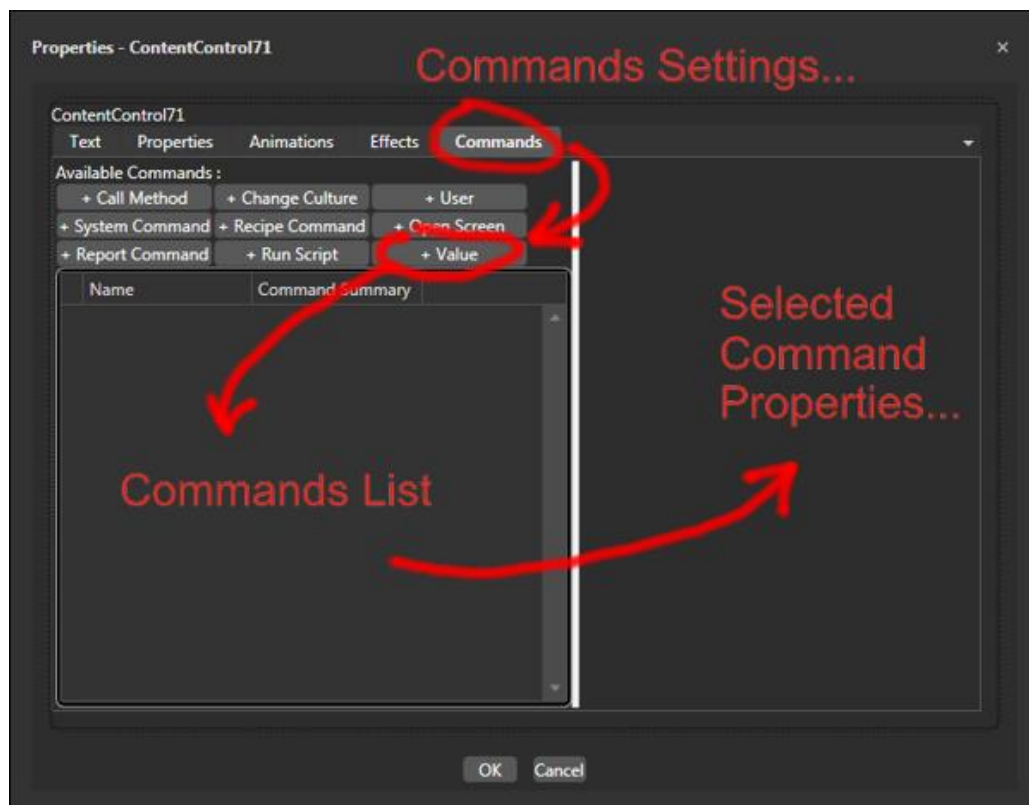 Properties - ContentControl71 ×
Commands Settings...
ContentControl71
Text Properties Animations Effects Commands
Available Commands :
+ Call Method + Change Culture + User
+ System Command + Recipe Command + Open Screen
+ Report Command + Run Script + Value
Name Command Summary
Selected
Command
Properties...
Commands List
OK Cancel